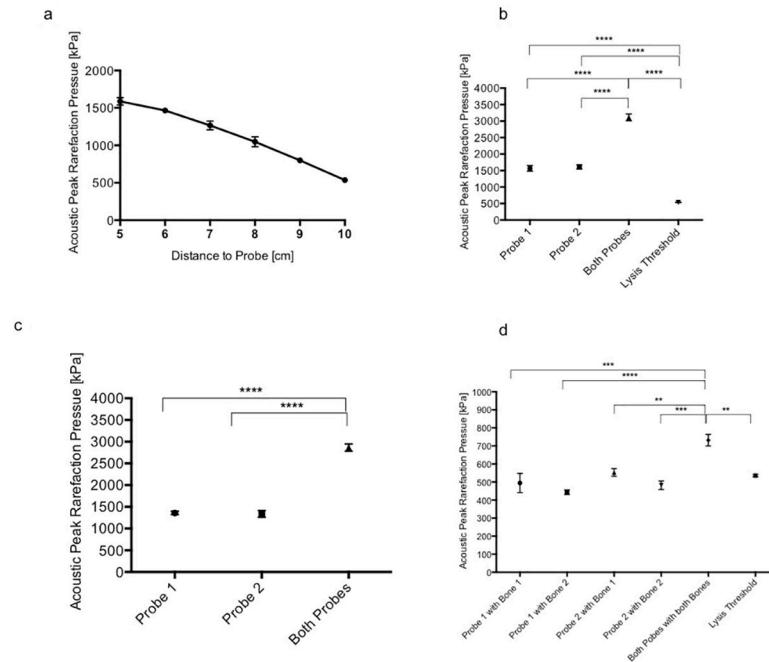 a
Acoustic Peak Rarefaction Pressue [kPa]
2000
1500
1000
500
0
5 6 7 8 9 10
Distance to Probe [cm]
b
Acoustic Peak Rarefaction Pressue [kPa]
****
****
**** ****
****
4000
3500
3000
2500
2000
1500
1000
500
0
Probe 1
Probe 2
Both Probes
Lysis Threshold
c
Acoustic Peak Rarefaction Pressue [kPa]
****
****
4000
3500
3000
2500
2000
1500
1000
500
0
Probe 1
Probe 2
Both Probes
d
Acoustic Peak Rarefaction Pressue [kPa]
***
****
**
*** **
1000
900
800
700
600
500
400
300
200
100
0
Probe 1 with Bone 1
Probe 1 with Bone 2
Probe 2 with Bone 1
Probe 2 with Bone 2
Both Pobes with both Bones
Lysis Threshold